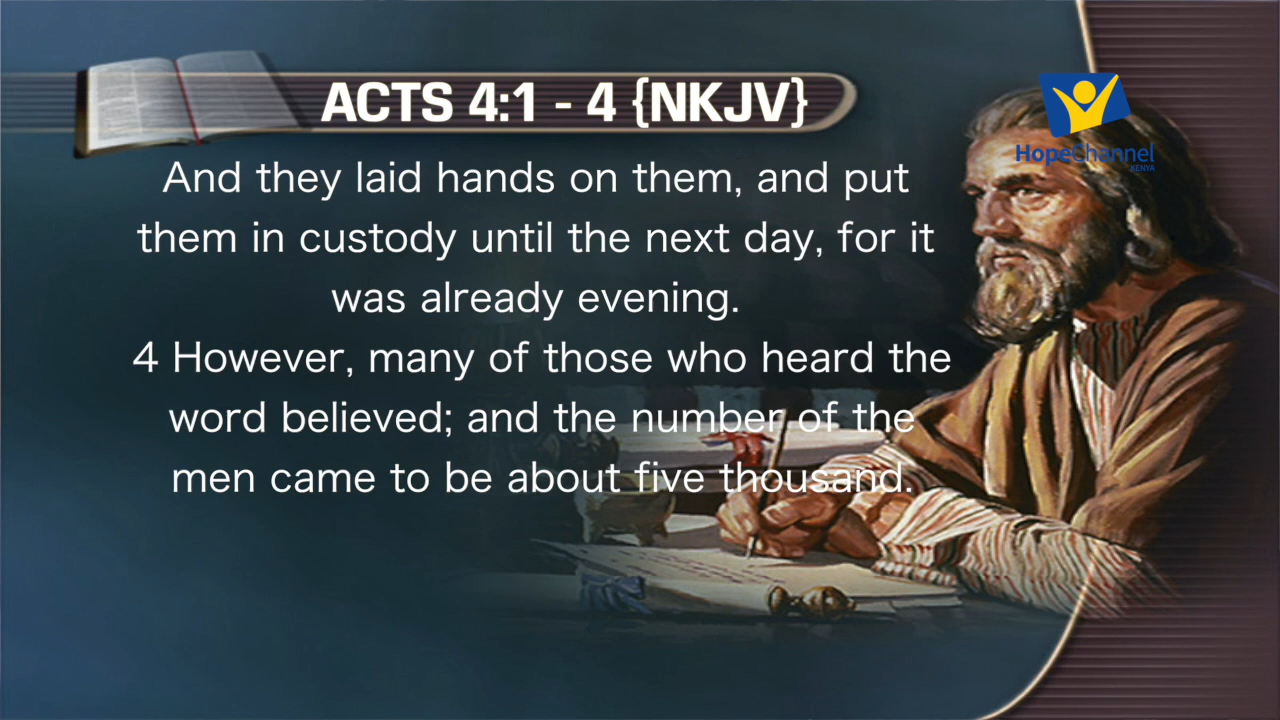 ACTS 4:1 - 4 {NKJV}
HopeChannel
KENYA
And they laid hands on them, and put
them in custody until the next day, for it
was already evening.
4 However, many of those who heard the
word believed; and the number of the
men came to be about five thousand.